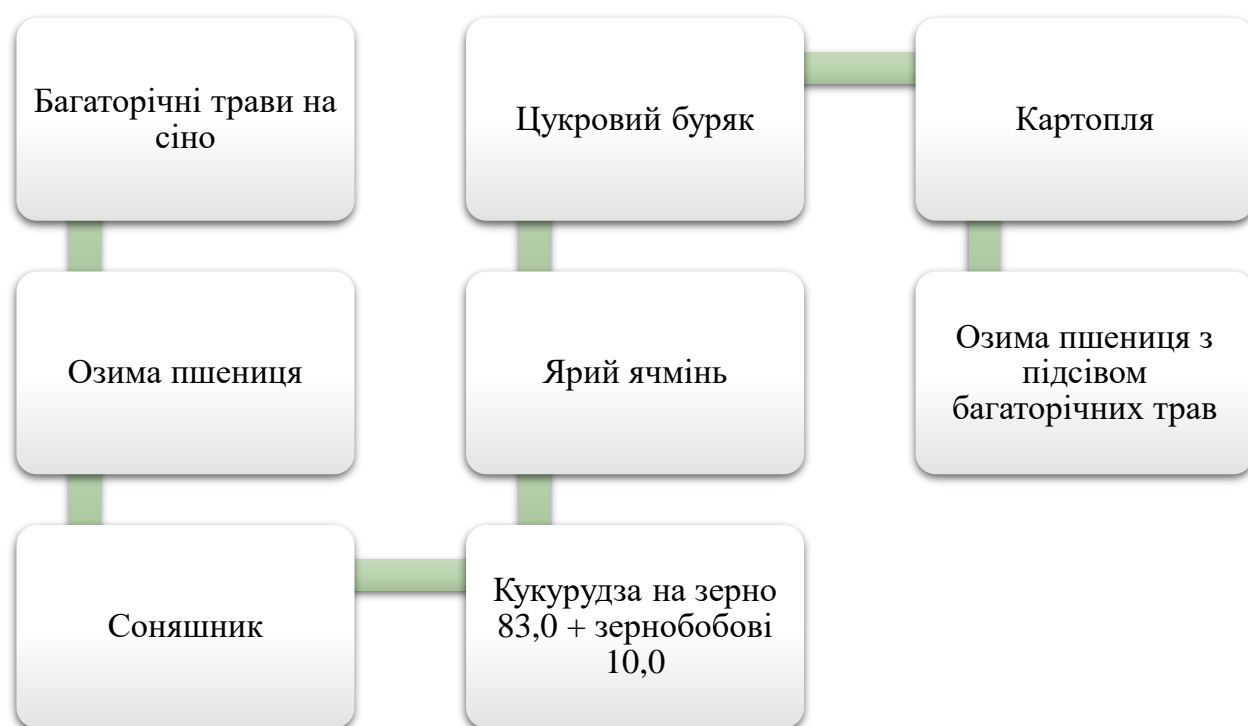 Багаторічні трави на
сіно
Озима пшениця
Соняшник
Кукурудза на зерно
83,0 + зернобобові
10,0
Ярий ячмінь
Цукровий буряк
Картопля
Озима пшениця з
підсівом
багаторічних трав